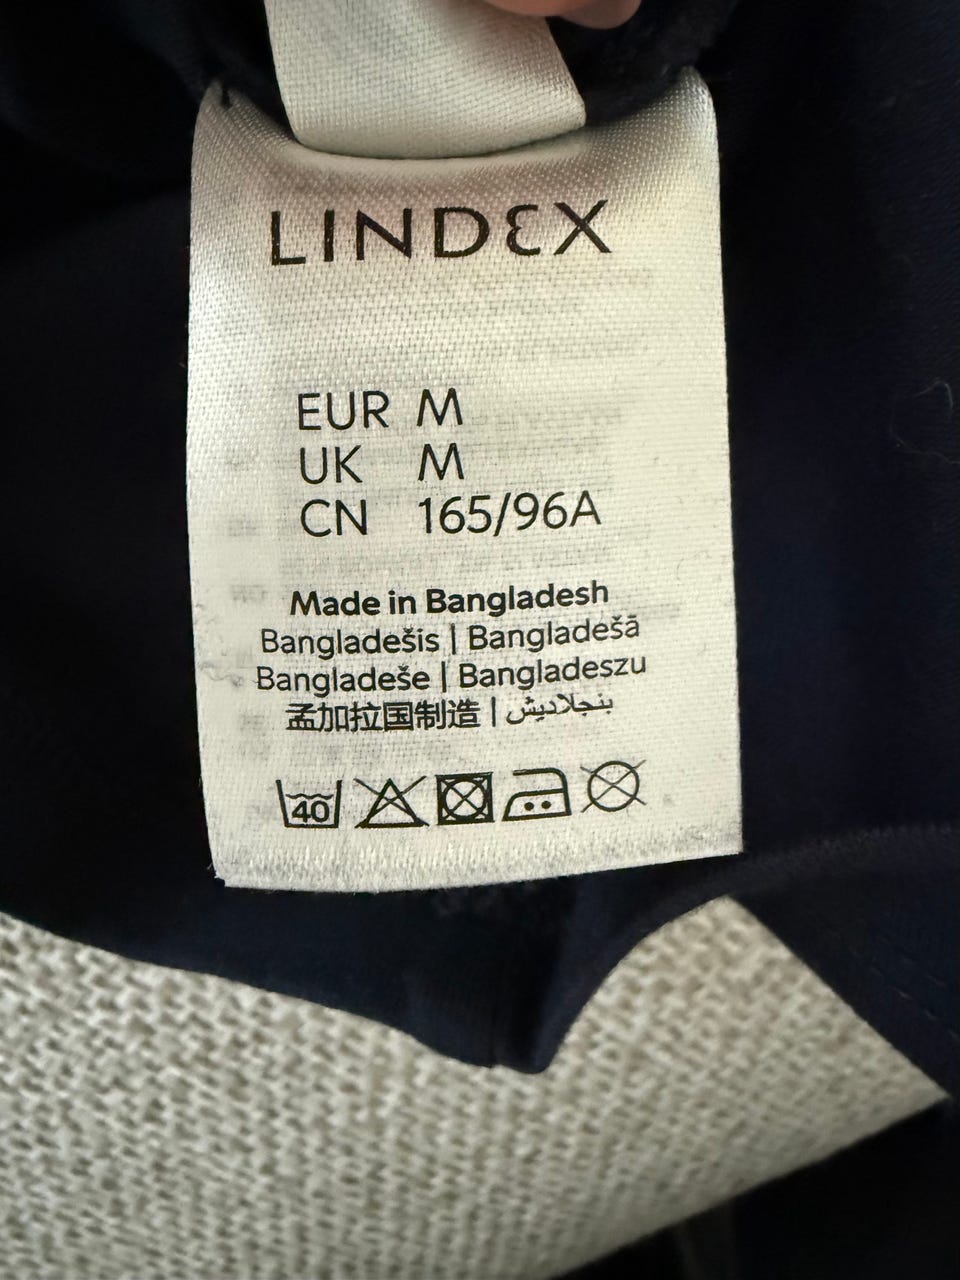 LINDEX
EUR M
UK M
CN 165/96A
Made in Bangladesh
Bangladešis | Bangladešā
Bangladeše | Bangladeszu
孟加拉国制造 | بنجلاديش
40